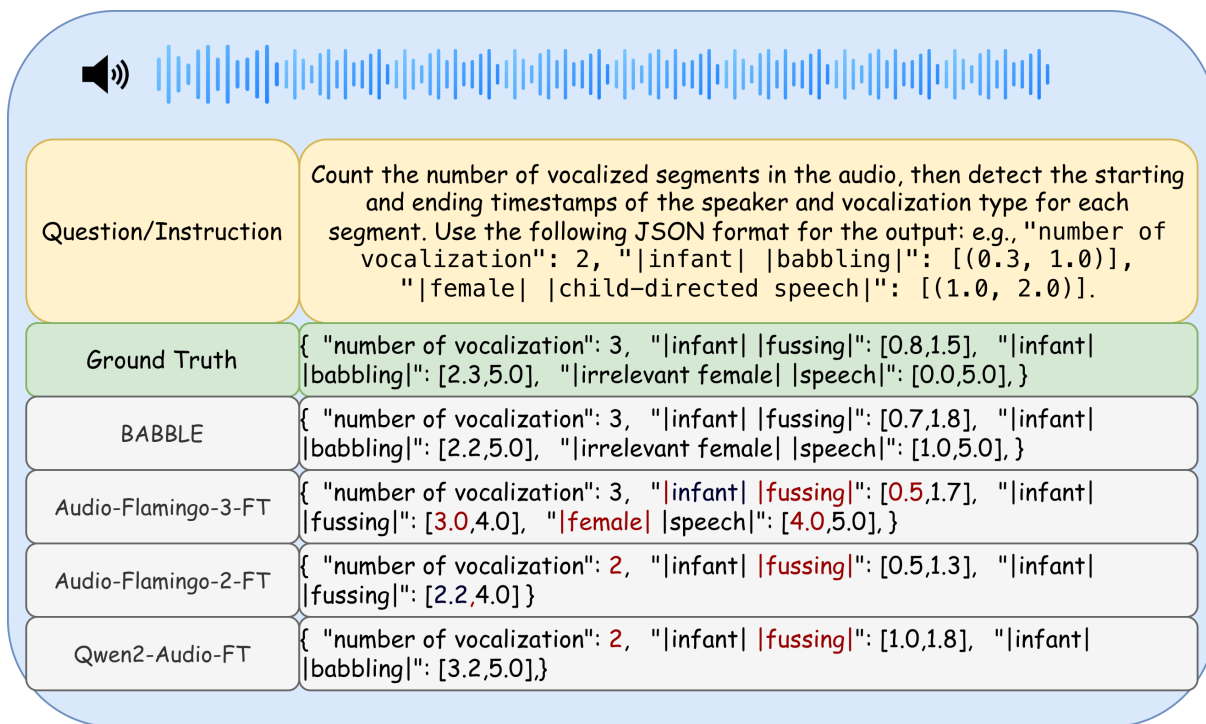 Question/Instruction
Count the number of vocalized segments in the audio, then detect the starting
and ending timestamps of the speaker and vocalization type for each
segment. Use the following JSON format for the output: e.g., "number of
vocalization": 2, "|infant| |babbling|": [(0.3, 1.0)],
"|female| |child-directed speech|": [(1.0, 2.0)].
Ground Truth
{ "number of vocalization": 3, "|infant| |fussing|": [0.8,1.5], "|infant|
|babbling|": [2.3,5.0], "|irrelevant female| |speech|": [0.0,5.0], }
BABBLE
{ "number of vocalization": 3, "|infant| |fussing|": [0.7,1.8], "|infant|
|babbling|": [2.2,5.0], "|irrelevant female| |speech|": [1.0,5.0], }
Audio-Flamingo-3-FT
{ "number of vocalization": 3, "|infant| |fussing|": [0.5,1.7], "|infant|
|fussing|": [3.0,4.0], "|female| |speech|": [4.0,5.0], }
Audio-Flamingo-2-FT
{ "number of vocalization": 2, "|infant| |fussing|": [0.5,1.3], "|infant|
|fussing|": [2.2,4.0] }
Qwen2-Audio-FT
{ "number of vocalization": 2, "|infant| |fussing|": [1.0,1.8], "|infant|
|babbling|": [3.2,5.0],}